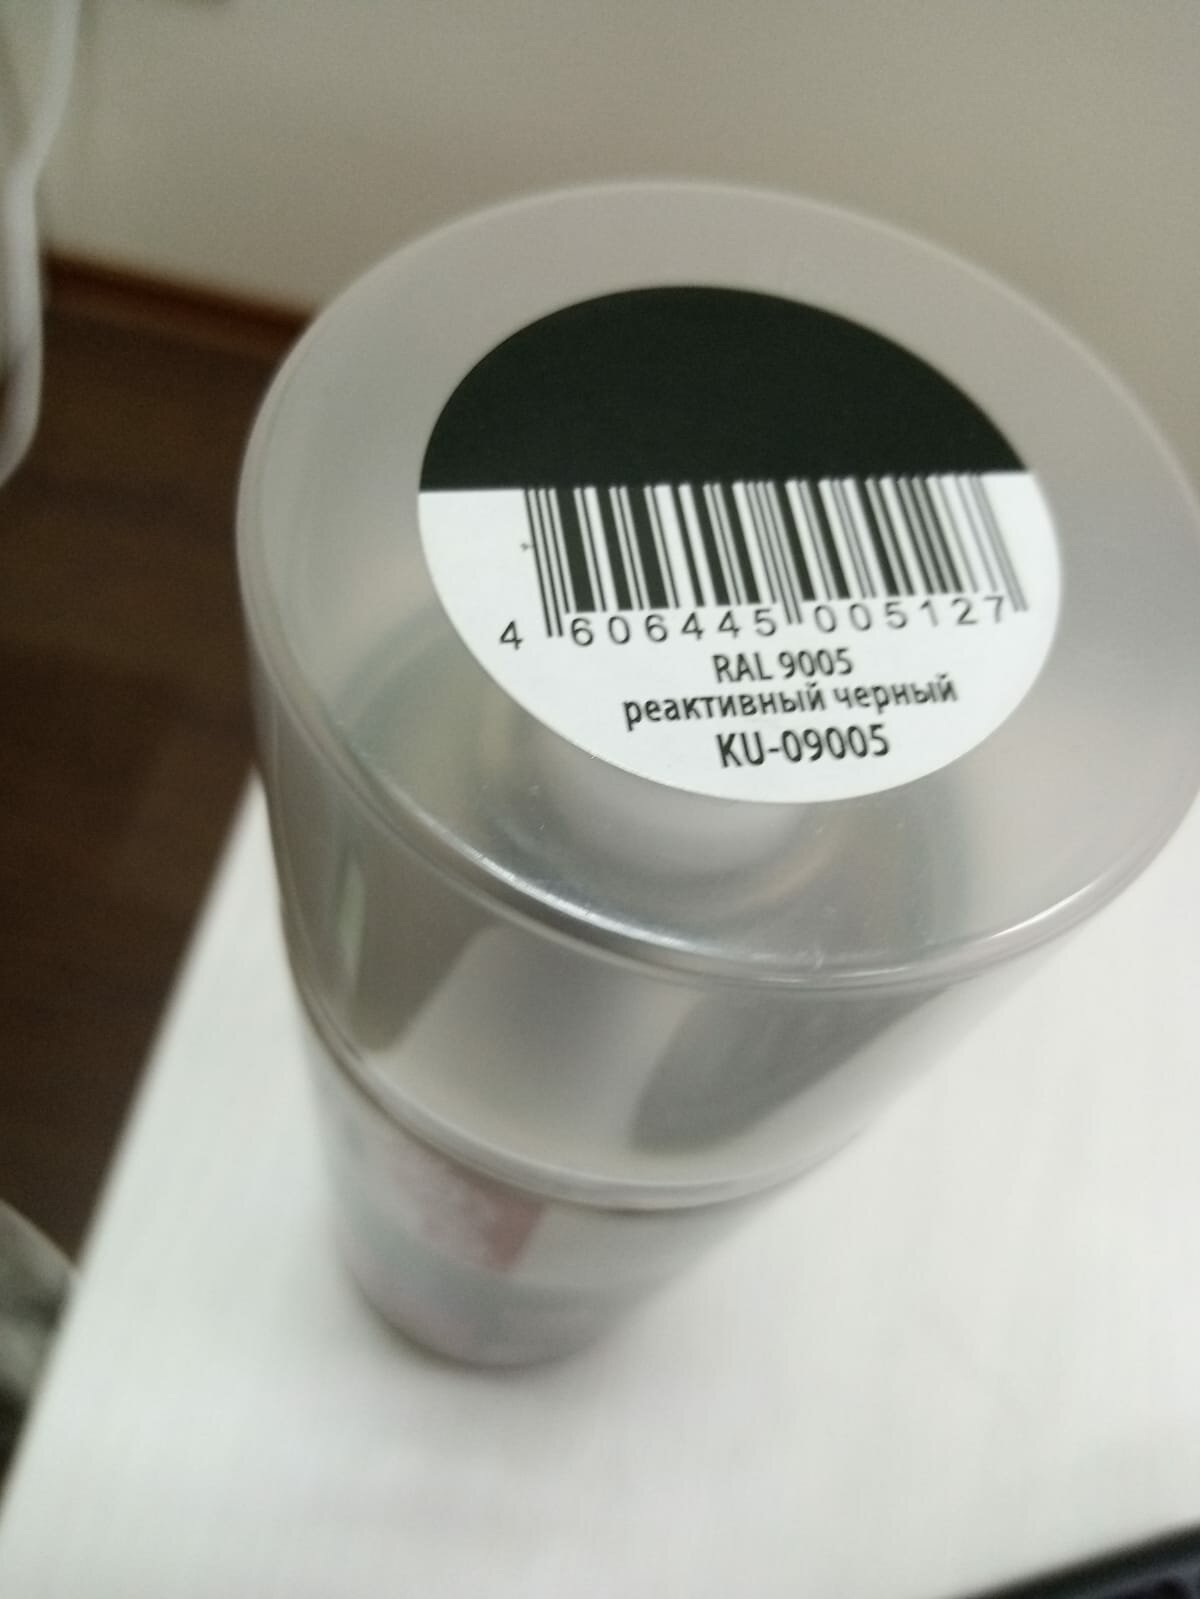 4 606445 005127
RAL 9005
реактивный черный
KU-09005